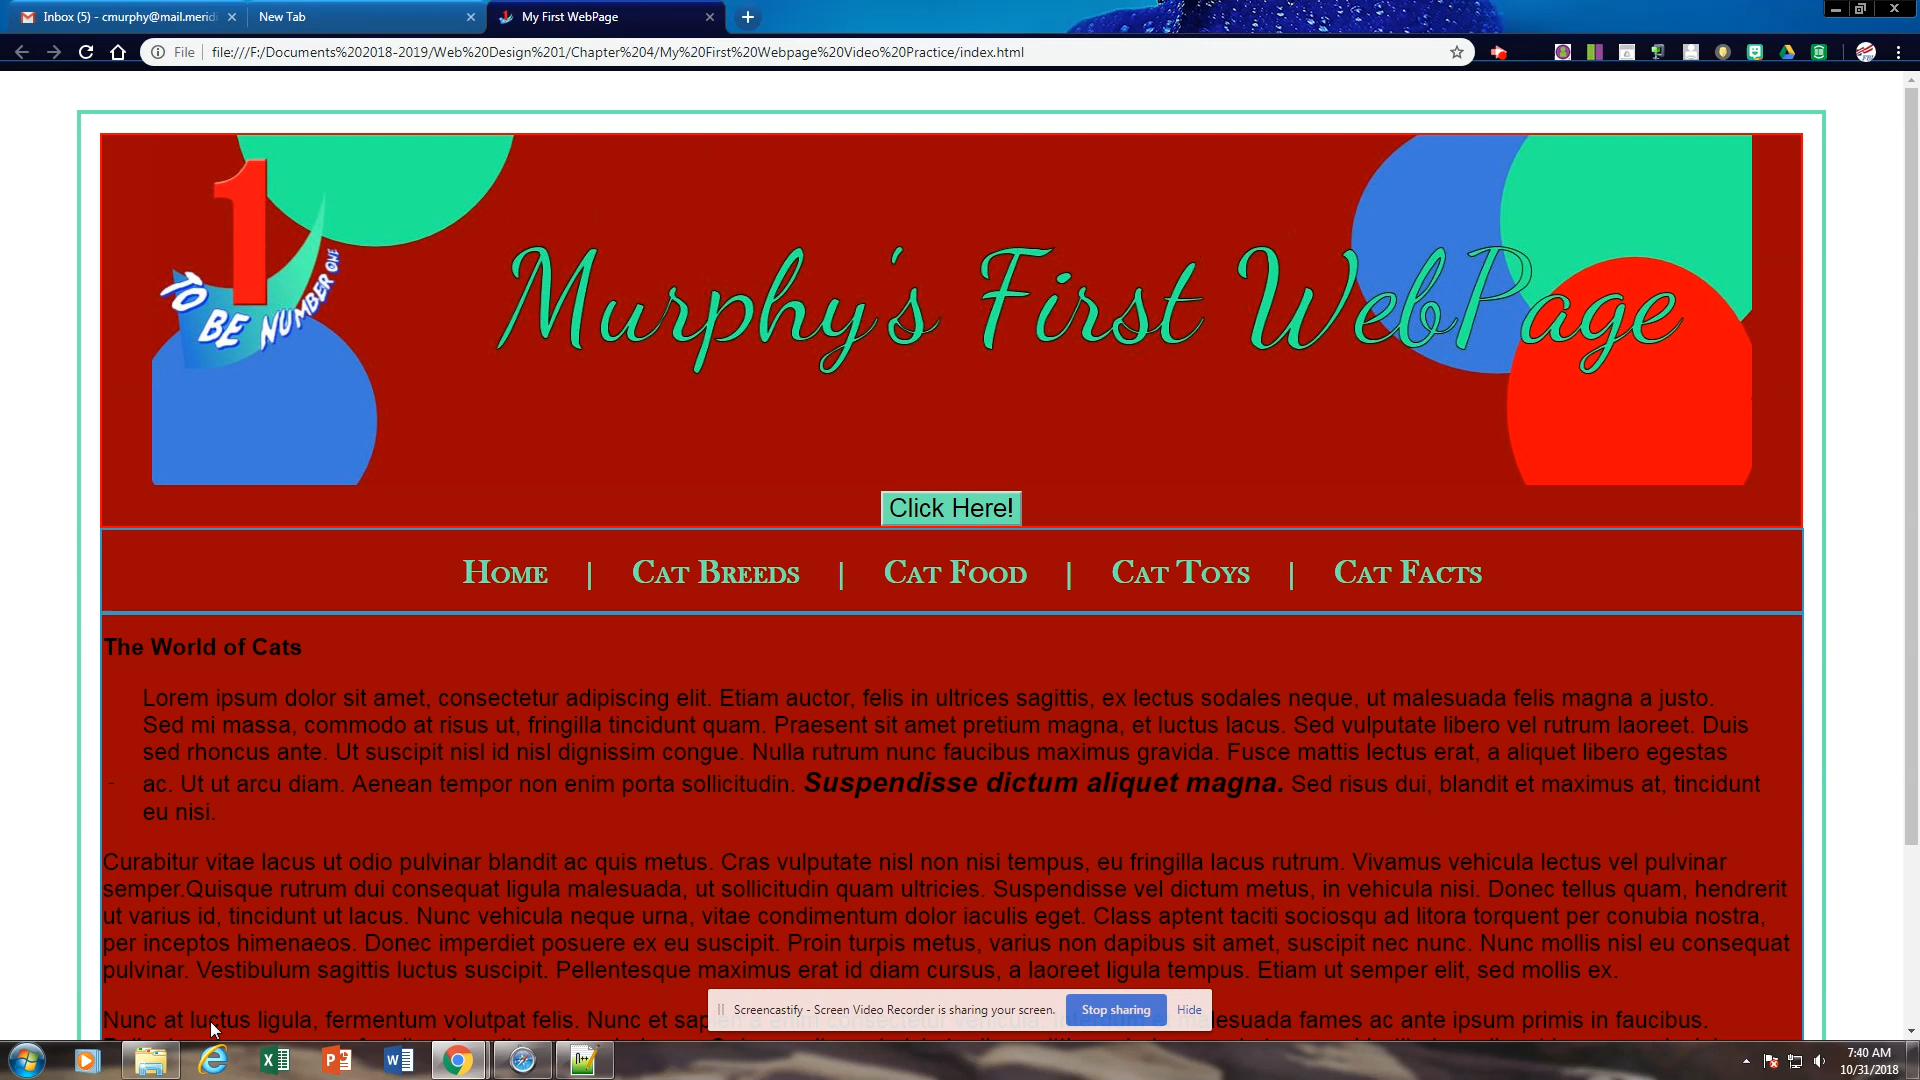 Inbox (5) - cmurphy@mail.merid
New Tab
My First WebPage
File
file:///F:/Documents%202018-2019/Web%20Design%201/Chapter%204/My%20First%20Webpage%20Video%20Practice/index.html
1
TO BE NUMBER ONE
Murphy's First WebPage
Click Here!
Home | Cat Breeds | Cat Food | Cat Toys | Cat Facts
The World of Cats
Lorem ipsum dolor sit amet, consectetur adipiscing elit. Etiam auctor, felis in ultrices sagittis, ex lectus sodales neque, ut malesuada felis magna a justo.
Sed mi massa, commodo at risus ut, fringilla tincidunt quam. Praesent sit amet pretium magna, et luctus lacus. Sed vulputate libero vel rutrum laoreet. Duis
sed rhoncus ante. Ut suscipit nisl id nisl dignissim congue. Nulla rutrum nunc faucibus maximus gravida. Fusce mattis lectus erat, a aliquet libero egestas
ac. Ut ut arcu diam. Aenean tempor non enim porta sollicitudin. Suspendisse dictum aliquet magna. Sed risus dui, blandit et maximus at, tincidunt
eu nisi.
Curabitur vitae lacus ut odio pulvinar blandit ac quis metus. Cras vulputate nisl non nisi tempus, eu fringilla lacus rutrum. Vivamus vehicula lectus vel pulvinar
semper.Quisque rutrum dui consequat ligula malesuada, ut sollicitudin quam ultricies. Suspendisse vel dictum metus, in vehicula nisi. Donec tellus quam, hendrerit
ut varius id, tincidunt ut lacus. Nunc vehicula neque urna, vitae condimentum dolor iaculis eget. Class aptent taciti sociosqu ad litora torquent per conubia nostra,
per inceptos himenaeos. Donec imperdiet posuere ex eu suscipit. Proin turpis metus, varius non dapibus sit amet, suscipit nec nunc. Nunc mollis nisl eu consequat
pulvinar. Vestibulum sagittis luctus suscipit. Pellentesque maximus erat id diam cursus, a laoreet ligula tempus. Etiam ut semper elit, sed mollis ex.
Screencastify - Screen Video Recorder is sharing your screen. Stop sharing Hide
Nunc at luctus ligula, fermentum volutpat felis. Nunc et malesuada fames ac ante ipsum primis in faucibus.
7:40 AM
10/31/2018